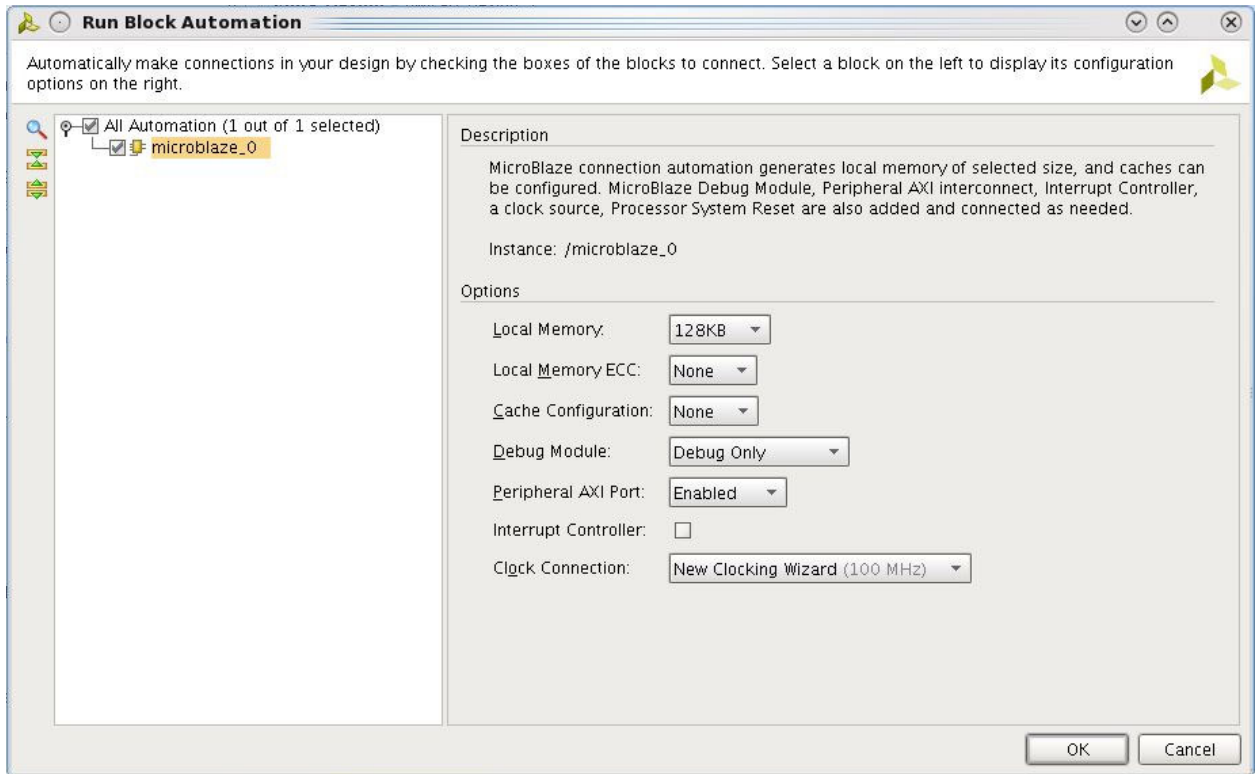 Run Block Automation
Automatically make connections in your design by checking the boxes of the blocks to connect. Select a block on the left to display its configuration
options on the right.
All Automation (1 out of 1 selected)
microblaze_0
Description
MicroBlaze connection automation generates local memory of selected size, and caches can
be configured. MicroBlaze Debug Module, Peripheral AXI interconnect, Interrupt Controller,
a clock source, Processor System Reset are also added and connected as needed.
Instance: /microblaze_0
Options
Local Memory: 128KB
Local Memory ECC: None
Cache Configuration: None
Debug Module: Debug Only
Peripheral AXI Port: Enabled
Interrupt Controller:
Clock Connection: New Clocking Wizard (100 MHz)
OK Cancel